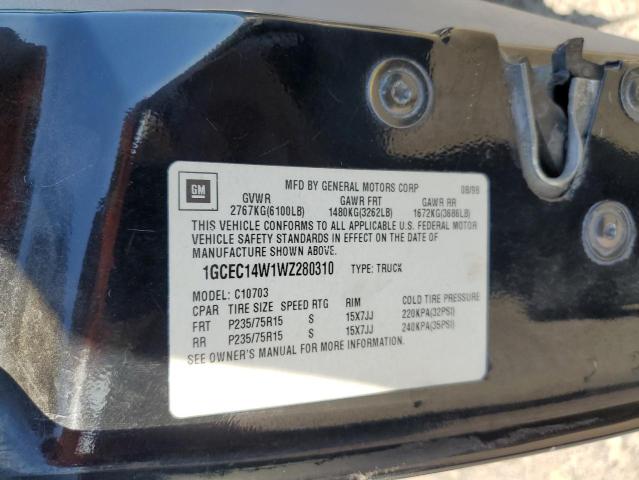 GM
MFD BY GENERAL MOTORS CORP 08/98
GVWR GAWR FRT GAWR RR
2767KG(6100LB) 1480KG(3262LB) 1672KG(3686LB)
THIS VEHICLE CONFORMS TO ALL APPLICABLE U.S. FEDERAL MOTOR
VEHICLE SAFETY STANDARDS IN EFFECT ON THE DATE OF
MANUFACTURE SHOWN ABOVE.
1GCEC14W1WZ280310 TYPE: TRUCK
MODEL: C10703
CPAR TIRE SIZE SPEED RTG RIM COLD TIRE PRESSURE
FRT P235/75R15 S 15X7JJ 220KPA(32PSI)
RR P235/75R15 S 15X7JJ 240KPA(35PSI)
SEE OWNER'S MANUAL FOR MORE INFORMATION.